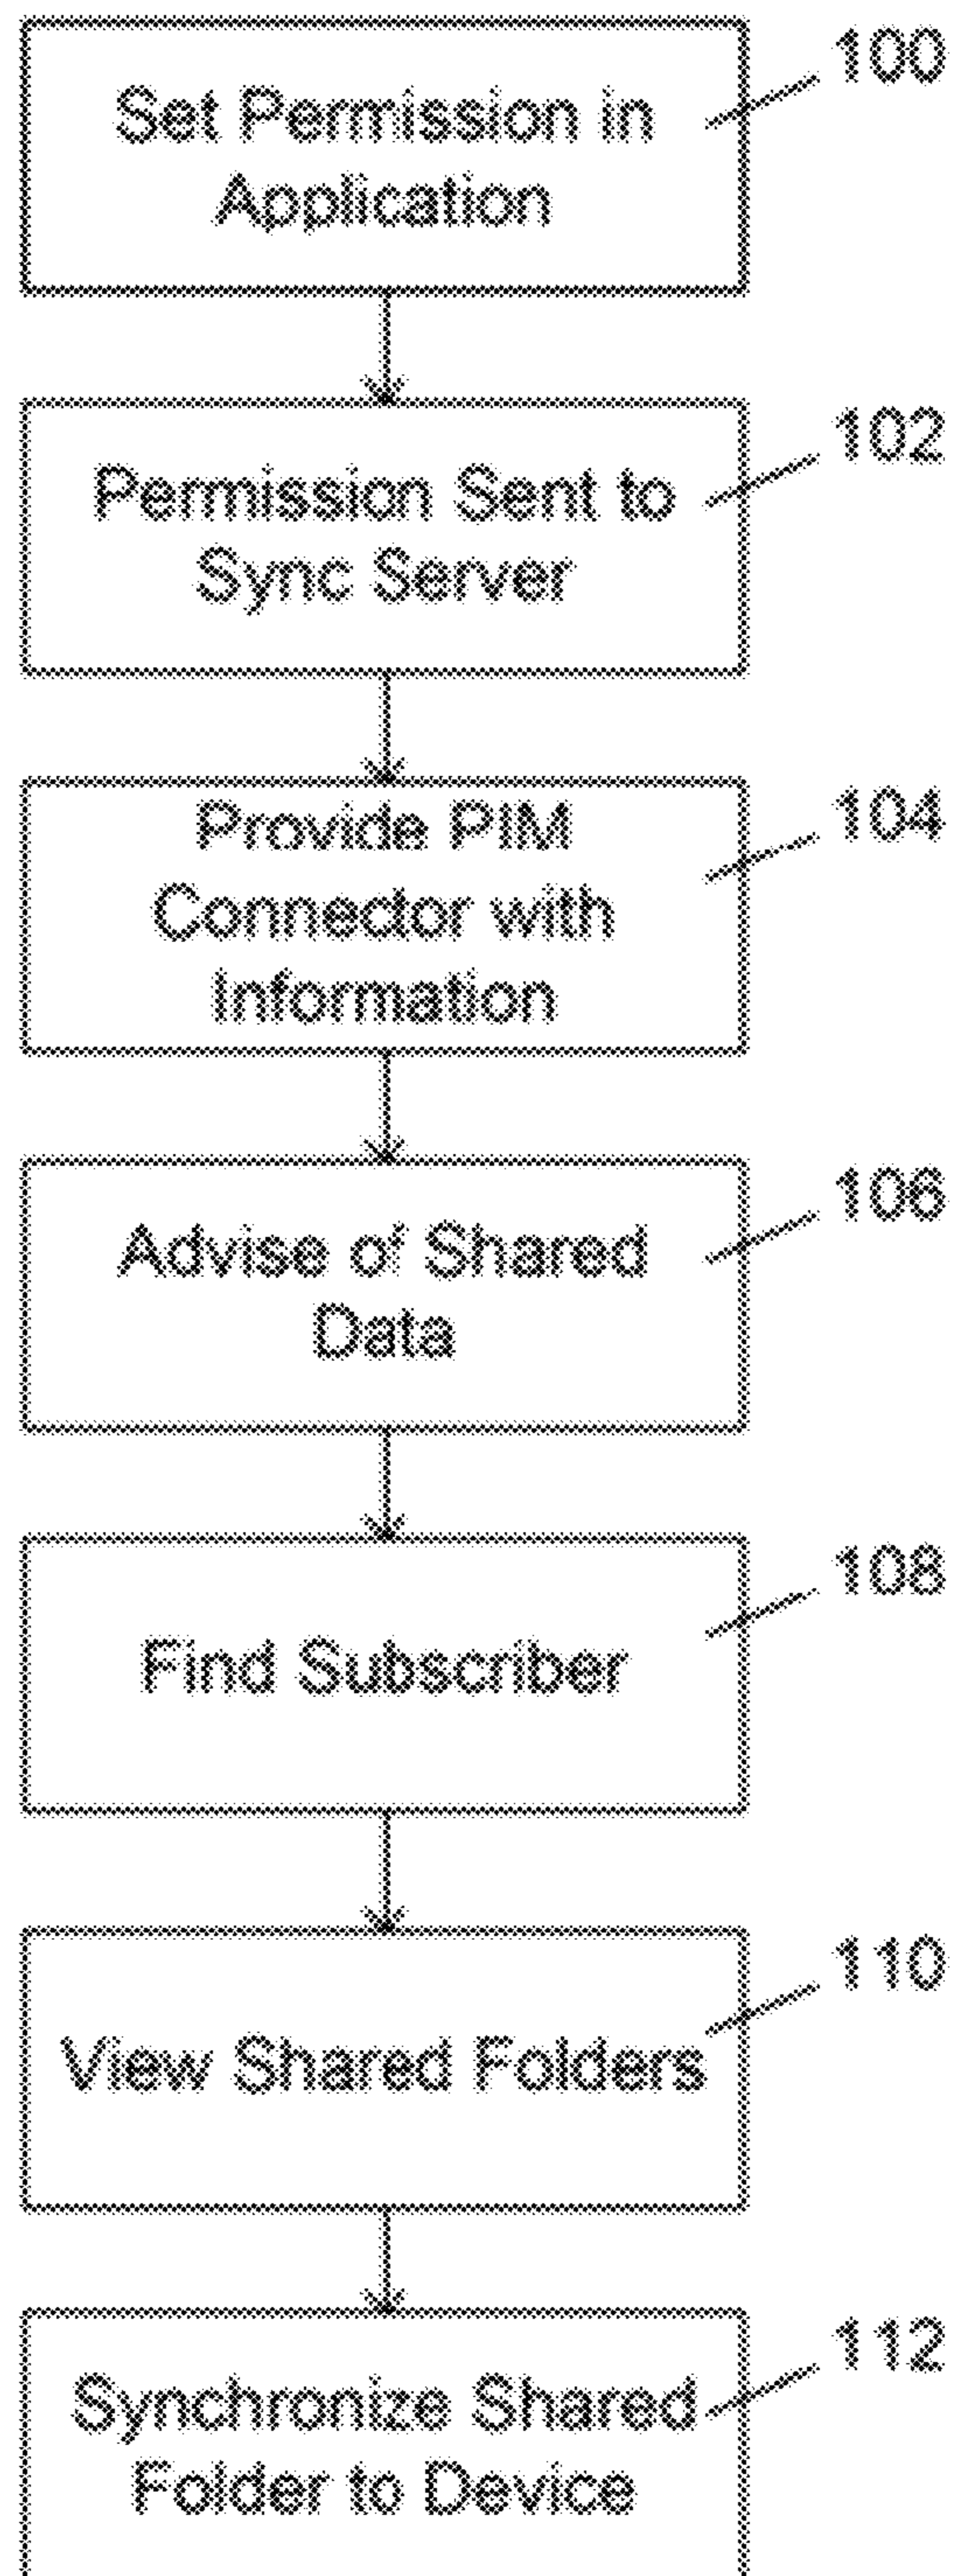 100
Set Permission in
Application
102
Permission Sent to
Sync Server
104
Provide PIM
Connector with
Information
106
Advise of Shared
Data
108
Find Subscriber
110
View Shared Folders
112
Synchronize Shared
Folder to Device